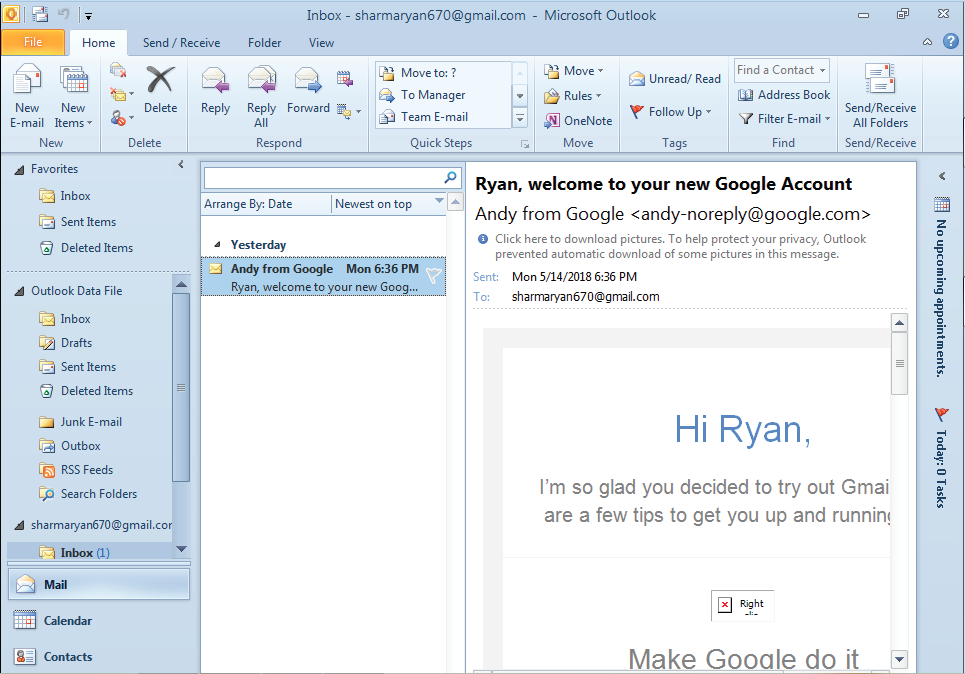 Inbox - sharmaryan670@gmail.com - Microsoft Outlook
File Home Send / Receive Folder View
New E-mail
New Items
Delete
Reply
Reply All
Forward
Move to: ?
To Manager
Team E-mail
Move
Rules
OneNote
Unread/ Read
Follow Up
Find a Contact
Address Book
Filter E-mail
Send/Receive
All Folders
New Delete Respond Quick Steps Move Tags Find Send/Receive
Favorites
Inbox
Sent Items
Deleted Items
Outlook Data File
Inbox
Drafts
Sent Items
Deleted Items
Junk E-mail
Outbox
RSS Feeds
Search Folders
sharmaryan670@gmail.cor
Inbox (1)
Mail
Calendar
Contacts
Arrange By: Date Newest on top
Yesterday
Andy from Google Mon 6:36 PM
Ryan, welcome to your new Goog...
Ryan, welcome to your new Google Account
Andy from Google <andy-noreply@google.com>
Click here to download pictures. To help protect your privacy, Outlook
prevented automatic download of some pictures in this message.
Sent: Mon 5/14/2018 6:36 PM
To: sharmaryan670@gmail.com
Hi Ryan,
I'm so glad you decided to try out Gmai
are a few tips to get you up and running
Right
Make Google do it
No upcoming appointments.
Today: 0 Tasks